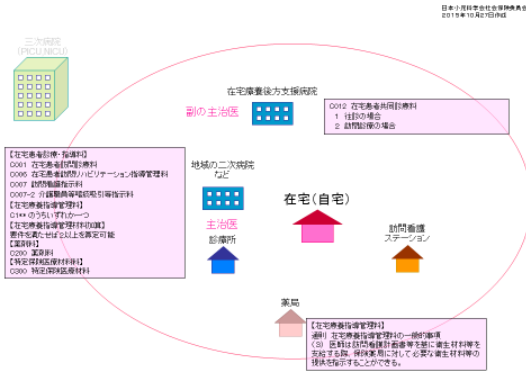 日本小児科学会社会保険委員会
2019年10月27日作成
三次病院
(PICU,NICU)
在宅療養後方支援病院
副の主治医
C012 在宅患者共同診療料
1 往診の場合
2 訪問診療の場合
【在宅患者診療・指導料】
C001 在宅患者訪問診療料
C006 在宅患者訪問リハビリテーション指導管理料
C007 訪問看護指示料
C007-2 介護職員等喀痰吸引等指示料
【在宅療養指導管理料】
C1** のうちいずれか一つ
【在宅療養指導管理材料加算】
要件を満たせば2以上を算定可能
【薬剤料】
C200 薬剤料
【特定保険医療材料料】
C300 特定保険医療材料
地域の二次病院
など
主治医
診療所
在宅(自宅)
訪問看護
ステーション
薬局
【在宅療養指導管理料】
通則 在宅療養指導管理料の一般的事項
(3) 医師は訪問看護計画書等を基に衛生材料等を
支給する際、保険薬局に対して必要な衛生材料等の
提供を指示することができる。